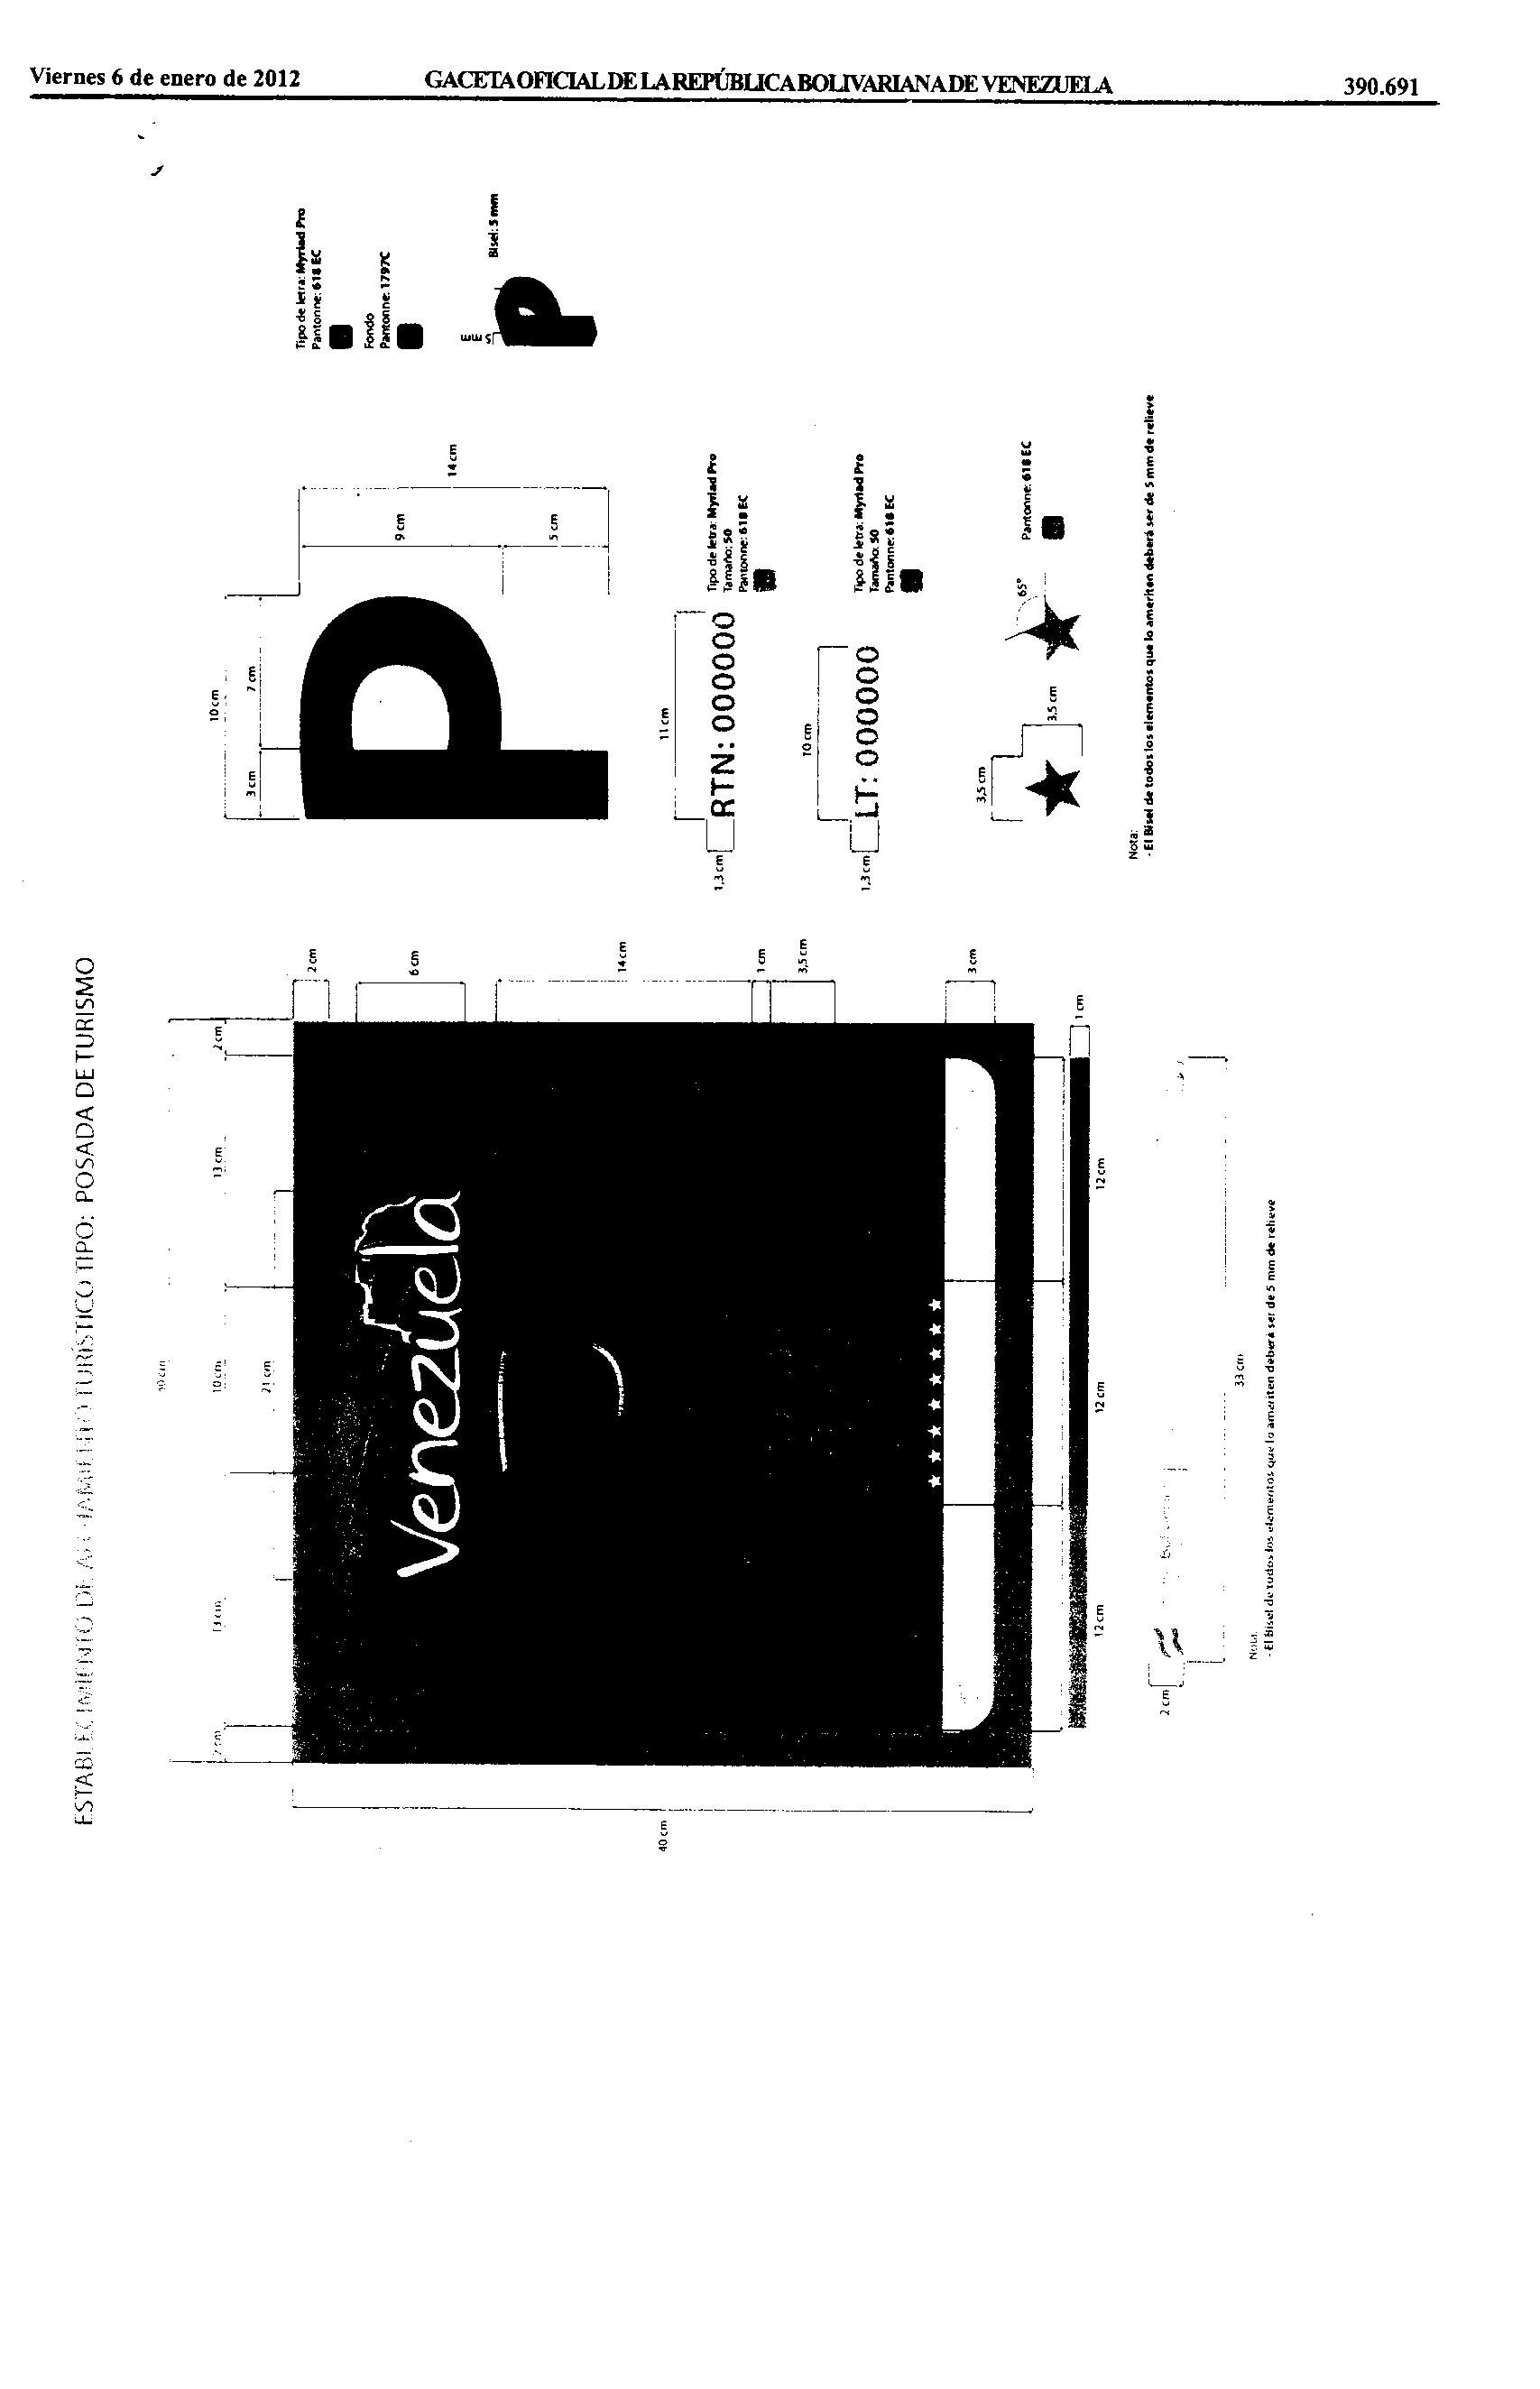 Viernes 6 de enero de 2012 GACETA OFICIAL DE LA REPÚBLICA BOLIVARIANA DE VENEZUELA 390.691
ESTABLECIMIENTO DE ALOJAMIENTO TURÍSTICO TIPO: POSADA DE TURISMO
40 cm
2 cm
13 cm
10 cm
13 cm
2 cm
21 cm
Venezuela
40 cm
2 cm
6 cm
14 cm
1 cm
3,5 cm
3 cm
1 cm
12 cm
12 cm
12 cm
2 cm
33 cm
Nota:
- El Bisel de todos los elementos que lo ameriten deberá ser de 5 mm de relieve
10 cm
3 cm
7 cm
P
9 cm
5 cm
14 cm
Tipo de letra: Myriad Pro
Pantonne: 618 EC
Fondo
Pantonne: 1797C
5 mm
P
Bisel: 5 mm
11 cm
1,3 cm
RTN: 000000
Tipo de letra: Myriad Pro
Tamaño: 50
Pantonne: 618 EC
10 cm
1,3 cm
LT: 000000
Tipo de letra: Myriad Pro
Tamaño: 50
Pantonne: 618 EC
3,5 cm
3,5 cm
65°
Pantonne: 618 EC
Nota:
- El Bisel de todos los elementos que lo ameriten deberá ser de 5 mm de relieve